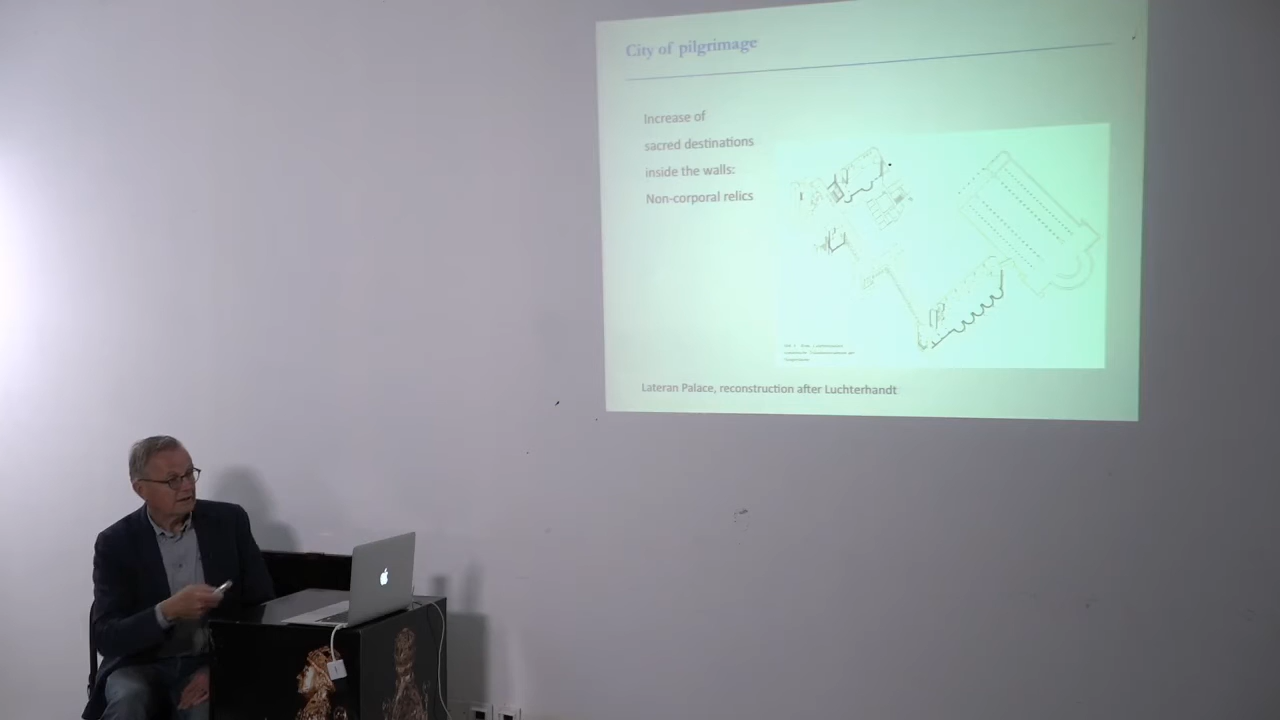 City of pilgrimage
Increase of
sacred destinations
inside the walls:
Non-corporal relics
Lateran Palace, reconstruction after Luchterhandt